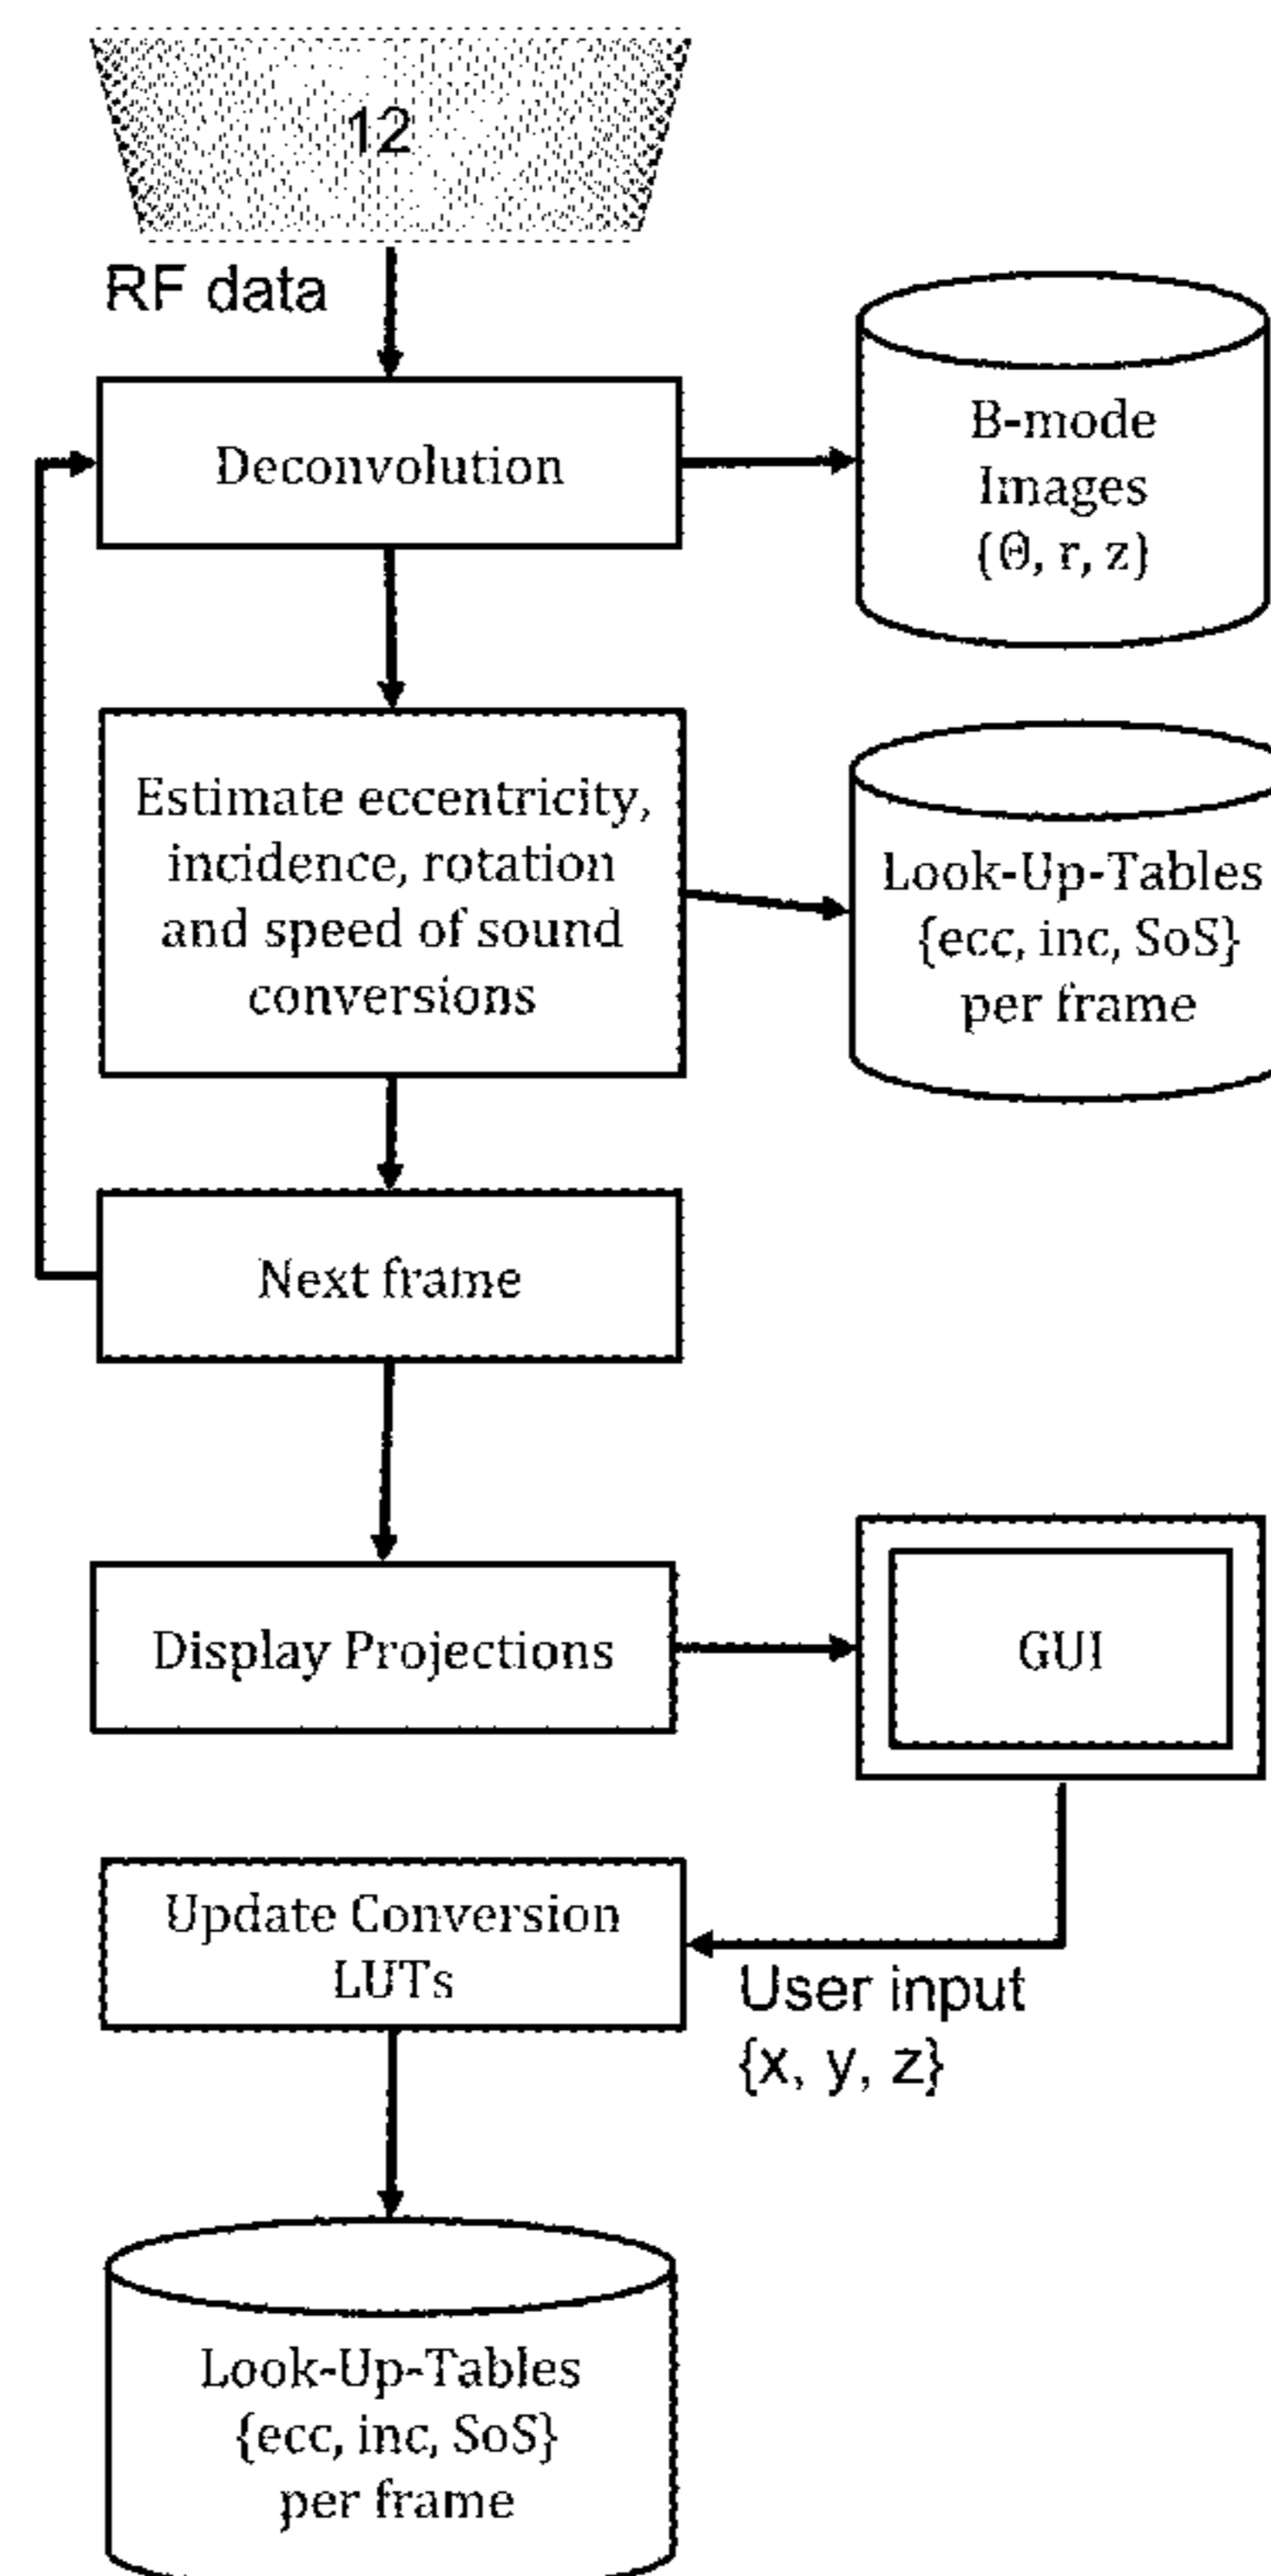 12
RF data
Deconvolution
B-mode
Images
(Θ, r, z)
Estimate eccentricity,
incidence, rotation
and speed of sound
conversions
Look-Up-Tables
{ecc, inc, SoS}
per frame
Next frame
Display Projections
GUI
Update Conversion
LUTs
User input
{x, y, z}
Look-Up-Tables
{ecc, inc, SoS}
per frame